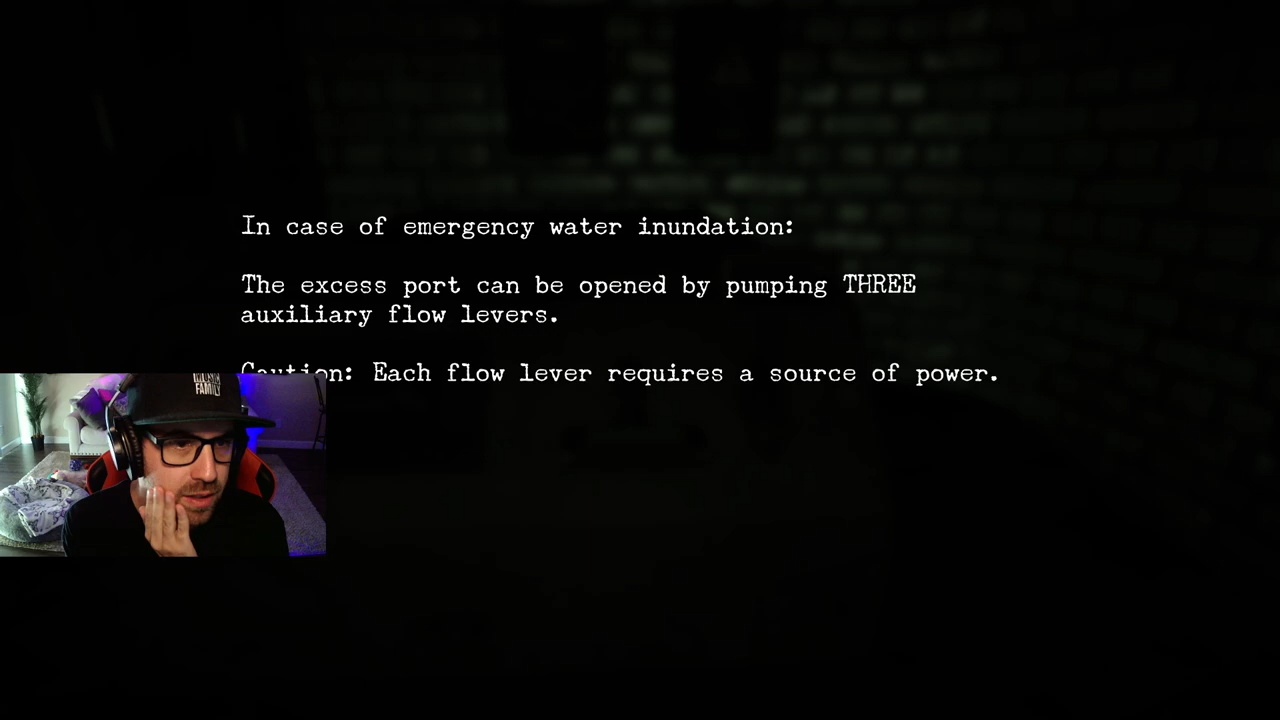 In case of emergency water inundation:
The excess port can be opened by pumping THREE
auxiliary flow levers.
Caution: Each flow lever requires a source of power.
FAMILY